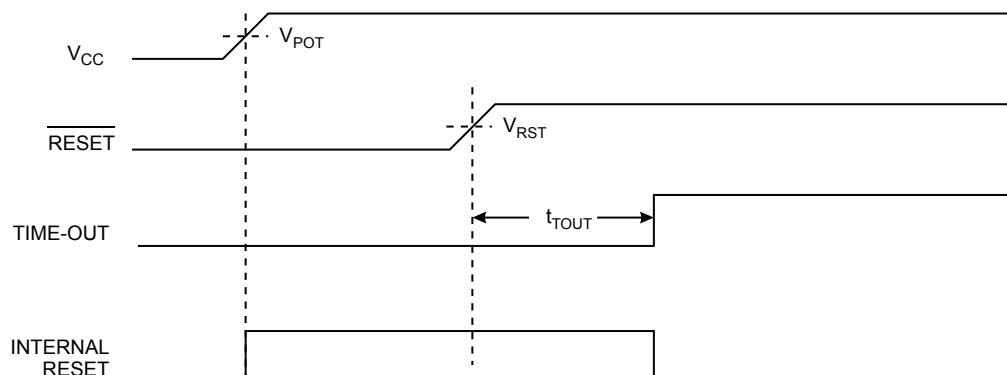 V_CC
V_POT
RESET
V_RST
TIME-OUT
t_TOUT
INTERNAL
RESET